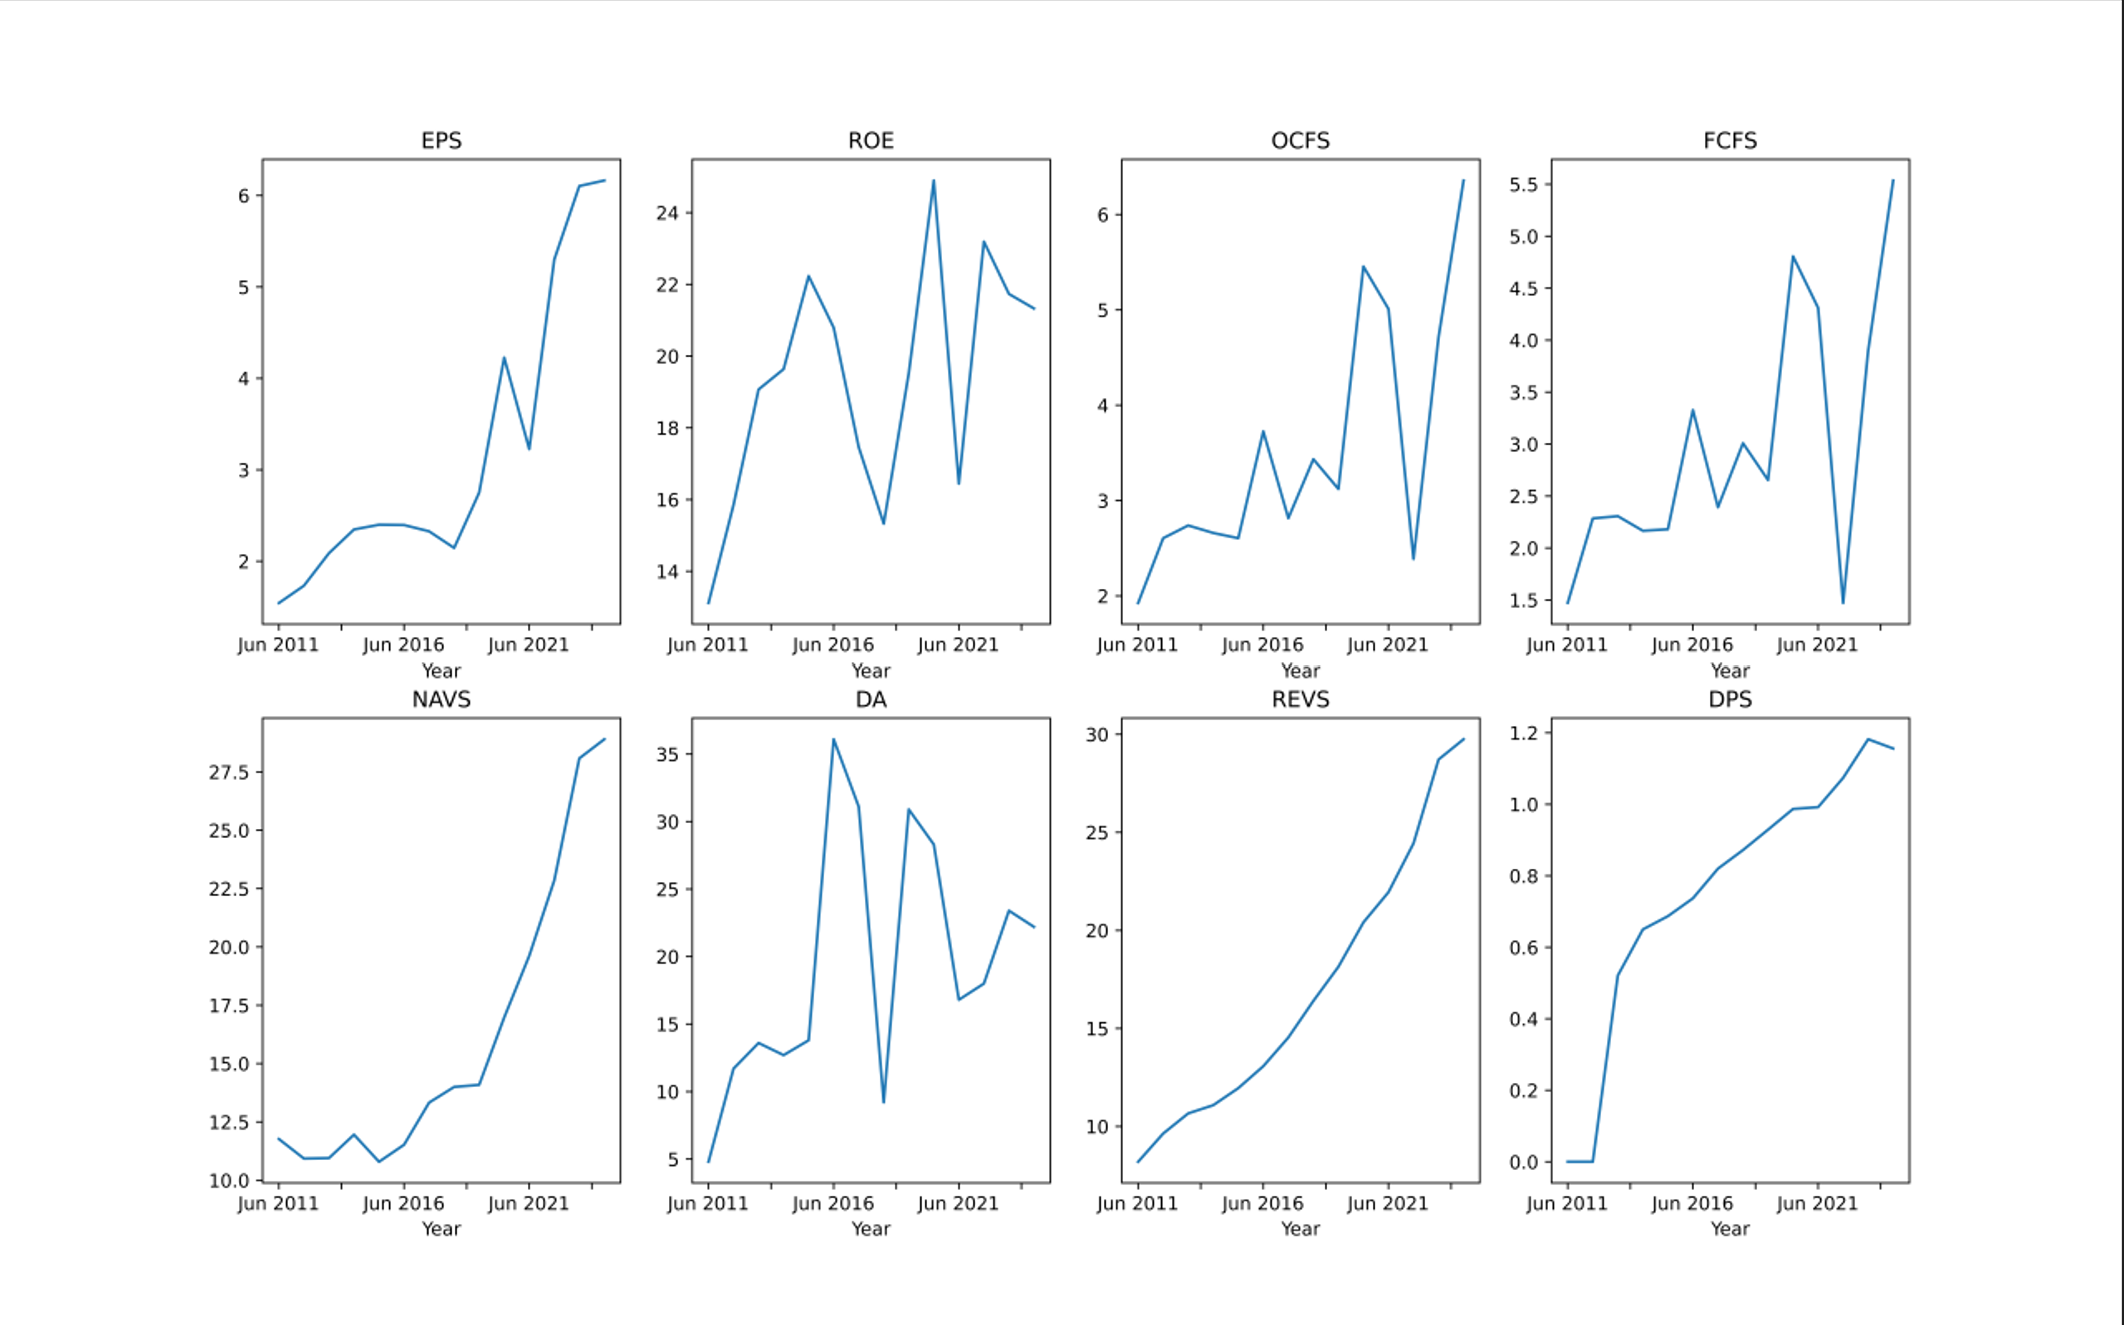 EPS
6
5
4
3
2
Jun 2011 Jun 2016 Jun 2021
Year
ROE
24
22
20
18
16
14
Jun 2011 Jun 2016 Jun 2021
Year
OCFS
6
5
4
3
2
Jun 2011 Jun 2016 Jun 2021
Year
FCFS
5.5
5.0
4.5
4.0
3.5
3.0
2.5
2.0
1.5
Jun 2011 Jun 2016 Jun 2021
Year
NAVS
27.5
25.0
22.5
20.0
17.5
15.0
12.5
10.0
Jun 2011 Jun 2016 Jun 2021
Year
DA
35
30
25
20
15
10
5
Jun 2011 Jun 2016 Jun 2021
Year
REVS
30
25
20
15
10
Jun 2011 Jun 2016 Jun 2021
Year
DPS
1.2
1.0
0.8
0.6
0.4
0.2
0.0
Jun 2011 Jun 2016 Jun 2021
Year